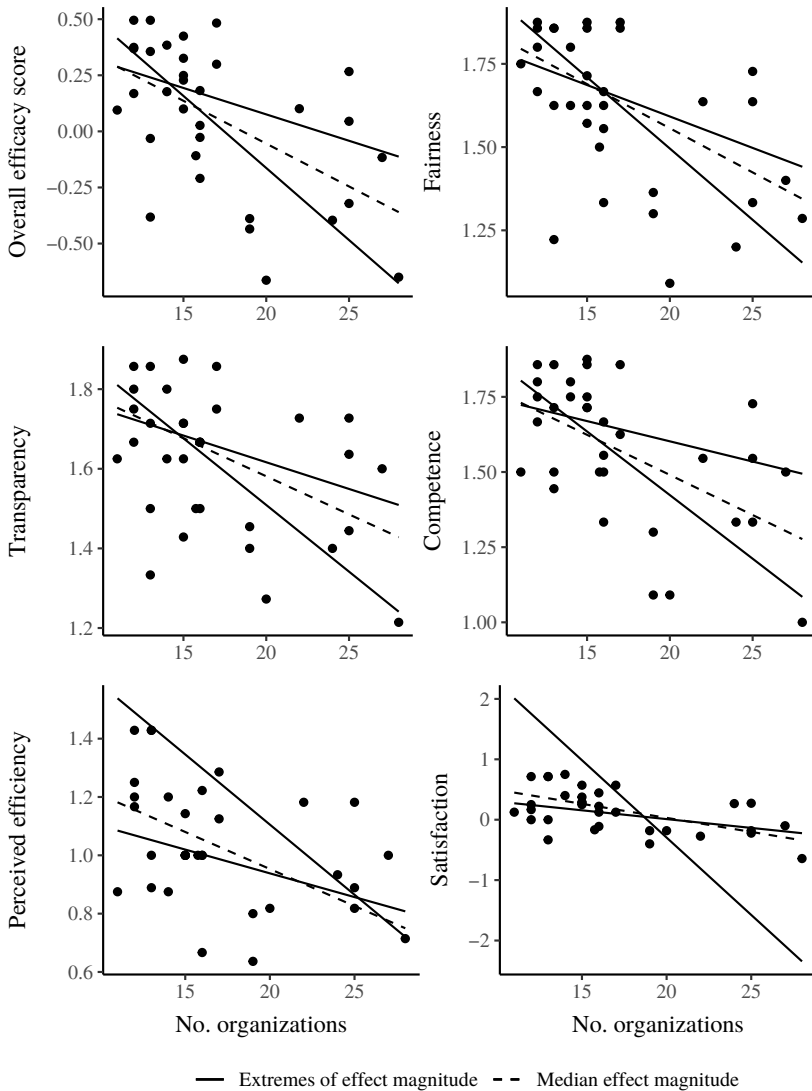 Overall efficacy score
0.50
0.25
0.00
−0.25
−0.50
15 20 25
Fairness
1.75
1.50
1.25
15 20 25
Transparency
1.8
1.6
1.4
1.2
15 20 25
Competence
1.75
1.50
1.25
1.00
15 20 25
Perceived efficiency
1.4
1.2
1.0
0.8
0.6
15 20 25
No. organizations
Satisfaction
2
1
0
−1
−2
15 20 25
No. organizations
Extremes of effect magnitude Median effect magnitude